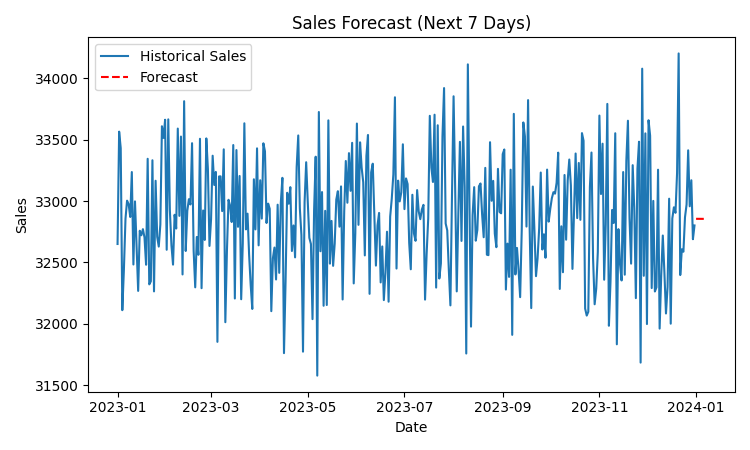 Sales Forecast (Next 7 Days)
Historical Sales
Forecast
34000
33500
33000
32500
32000
31500
Sales
2023-01
2023-03
2023-05
2023-07
2023-09
2023-11
2024-01
Date